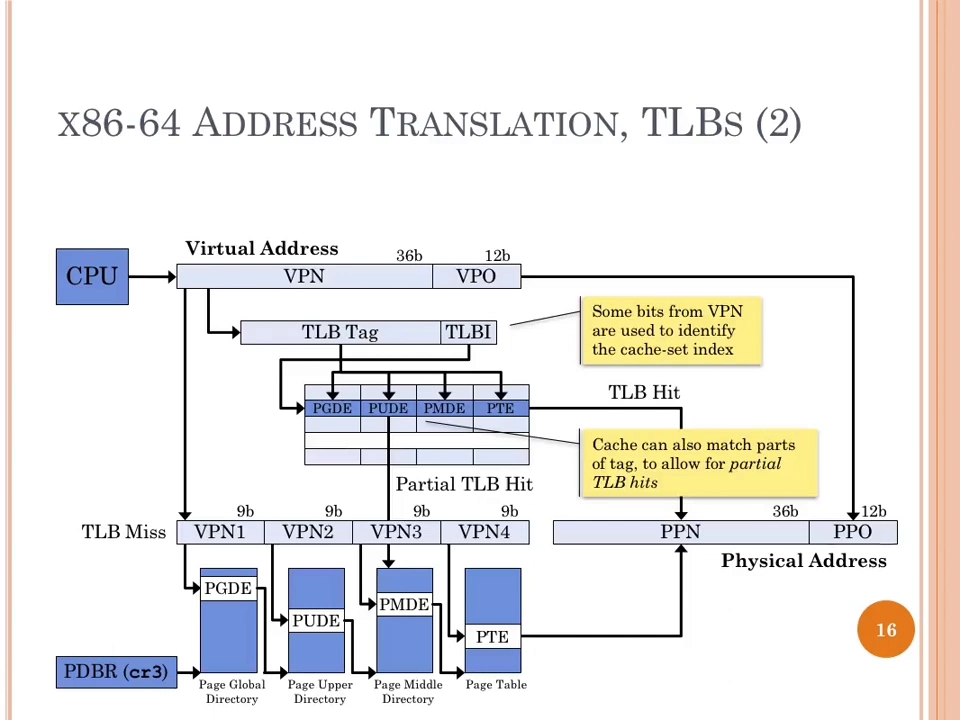 x86-64 Address Translation, TLBs (2)
Virtual Address
36b
12b
CPU
VPN
VPO
TLB Tag
TLBI
Some bits from VPN
are used to identify
the cache-set index
PGDE
PUDE
PMDE
PTE
TLB Hit
Cache can also match parts
of tag, to allow for partial
TLB hits
Partial TLB Hit
9b
9b
9b
9b
36b
12b
TLB Miss
VPN1
VPN2
VPN3
VPN4
PPN
PPO
Physical Address
PGDE
PUDE
PMDE
PTE
16
PDBR (cr3)
Page Global
Directory
Page Upper
Directory
Page Middle
Directory
Page Table